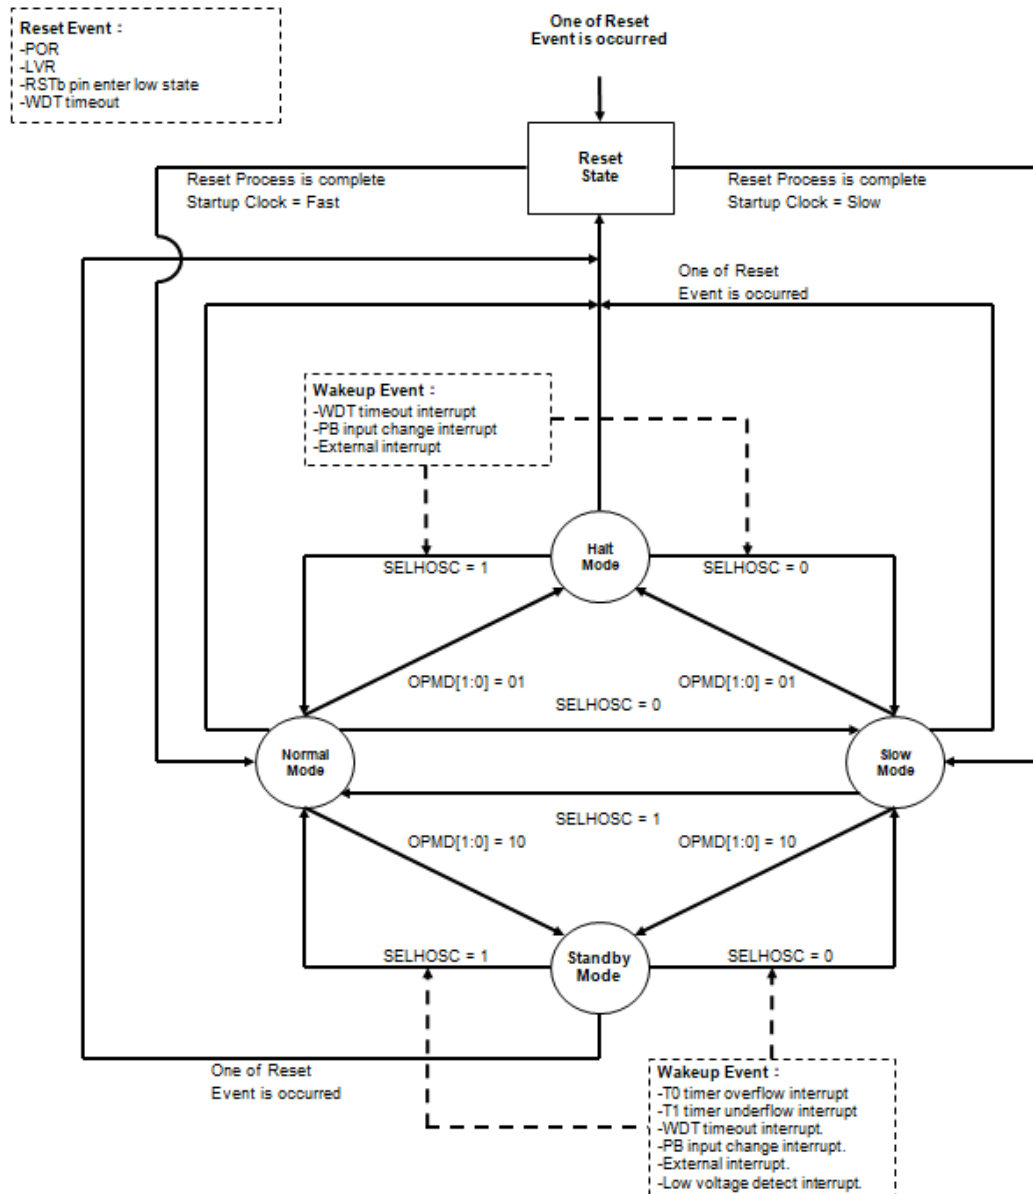 Reset Event :
-POR
-LVR
-RSTb pin enter low state
-WDT timeout
One of Reset
Event is occurred
Reset
State
Reset Process is complete
Startup Clock = Fast
Reset Process is complete
Startup Clock = Slow
One of Reset
Event is occurred
Wakeup Event :
-WDT timeout interrupt
-PB input change interrupt
-External interrupt
Halt
Mode
SELHOSC = 1
SELHOSC = 0
OPMD[1:0] = 01
OPMD[1:0] = 01
SELHOSC = 0
Normal
Mode
Slow
Mode
SELHOSC = 1
OPMD[1:0] = 10
OPMD[1:0] = 10
SELHOSC = 1
Standby
Mode
SELHOSC = 0
One of Reset
Event is occurred
Wakeup Event :
-T0 timer overflow interrupt
-T1 timer underflow interrupt
-WDT timeout interrupt.
-PB input change interrupt.
-External interrupt.
-Low voltage detect interrupt.